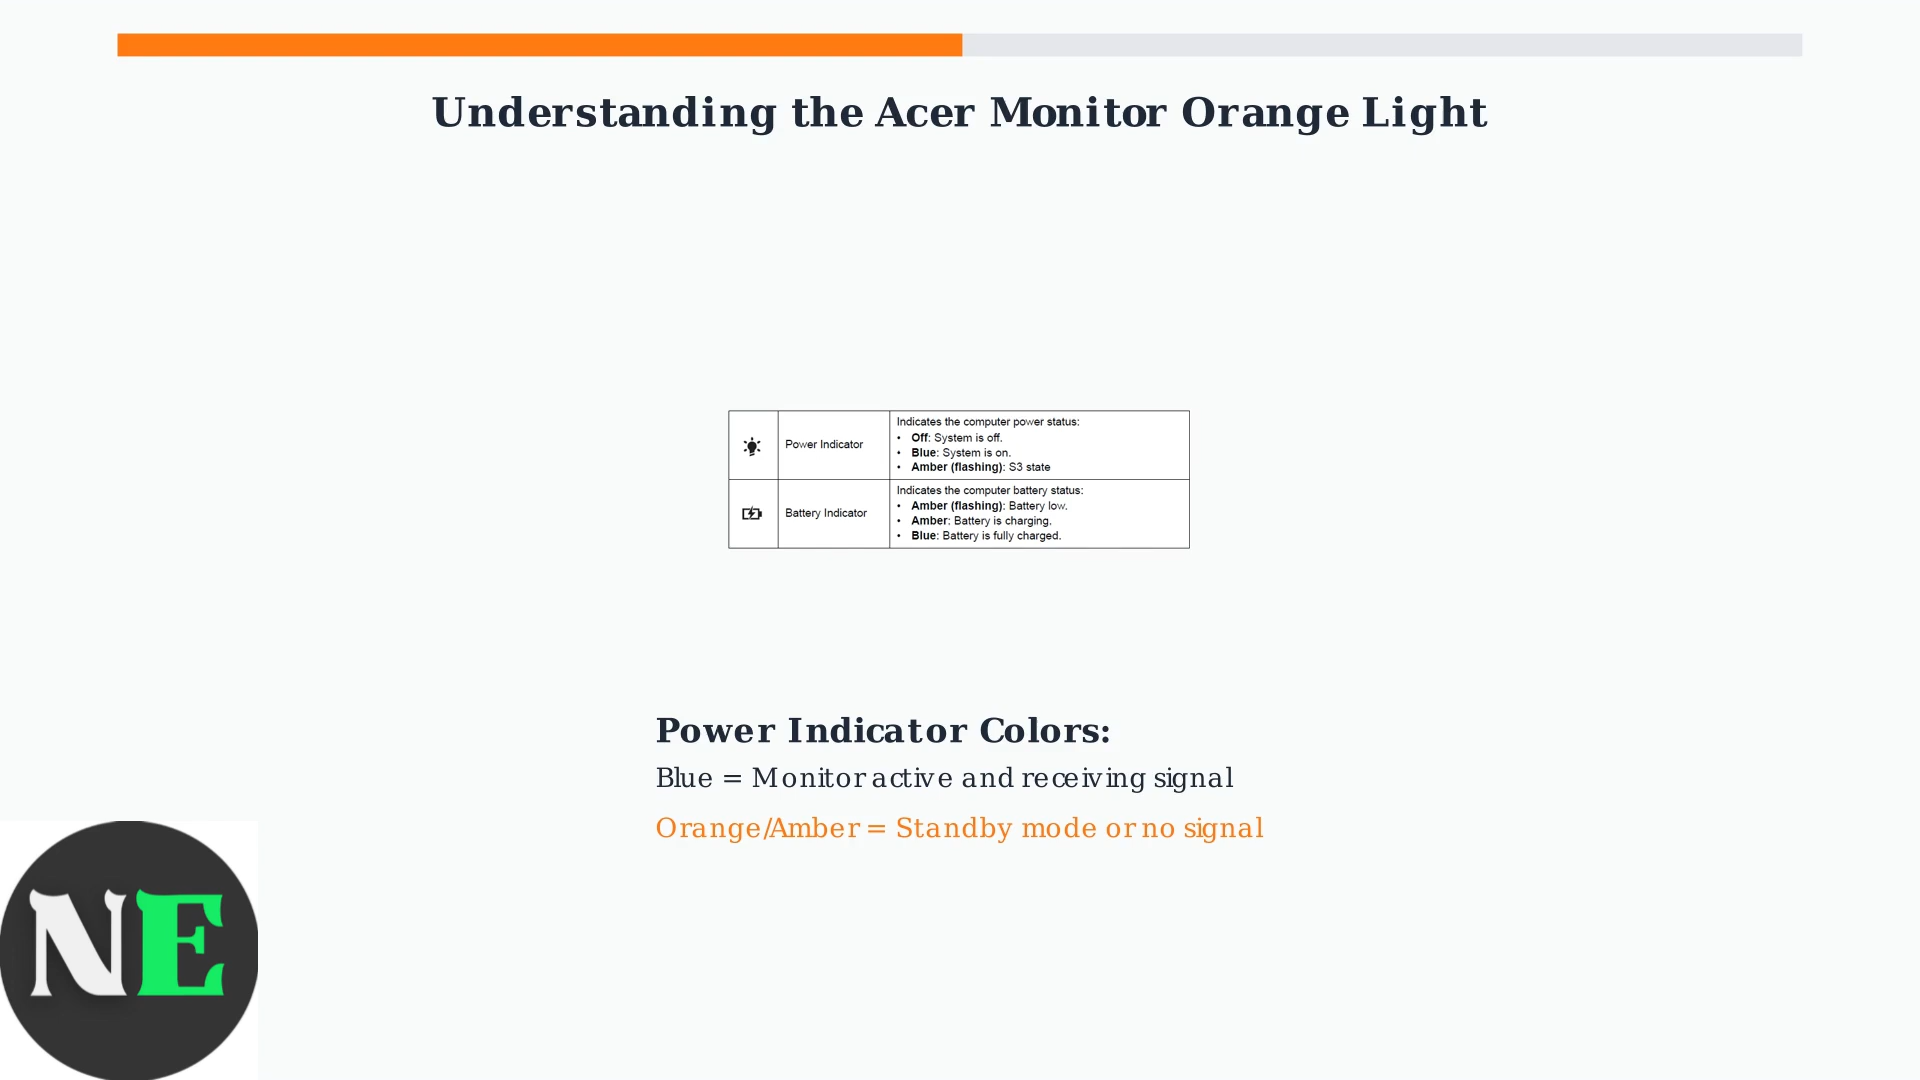 Understanding the Acer Monitor Orange Light
Power Indicator
Indicates the computer power status:
• Off: System is off.
• Blue: System is on.
• Amber (flashing): S3 state
Battery Indicator
Indicates the computer battery status:
• Amber (flashing): Battery low.
• Amber: Battery is charging.
• Blue: Battery is fully charged.
Power Indicator Colors:
Blue = Monitor active and receiving signal
Orange/Amber = Standby mode or no signal
NE